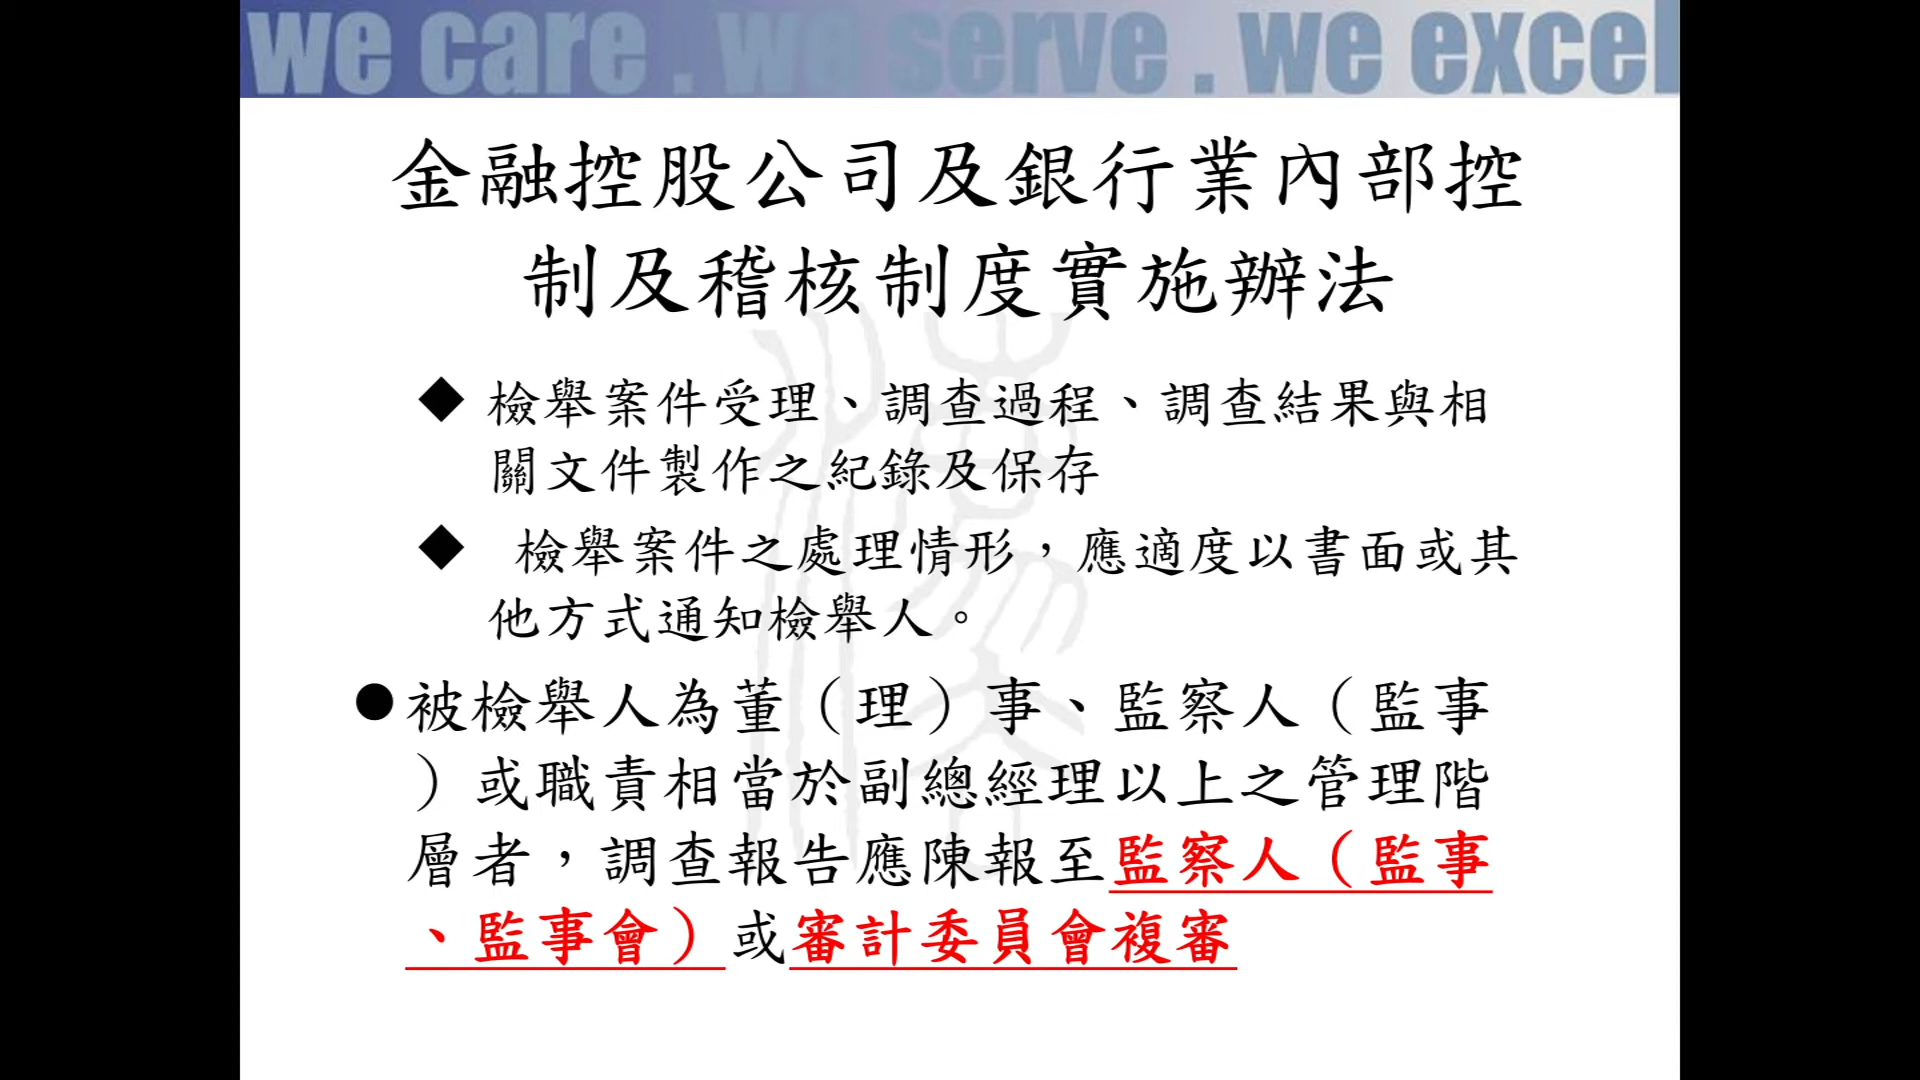 we care . we serve . we excel
金融控股公司及銀行業內部控
制及稽核制度實施辦法
◆ 檢舉案件受理、調查過程、調查結果與相
關文件製作之紀錄及保存
◆ 檢舉案件之處理情形，應適度以書面或其
他方式通知檢舉人。
●被檢舉人為董（理）事、監察人（監事
）或職責相當於副總經理以上之管理階
層者，調查報告應陳報至監察人（監事
、監事會）或審計委員會複審